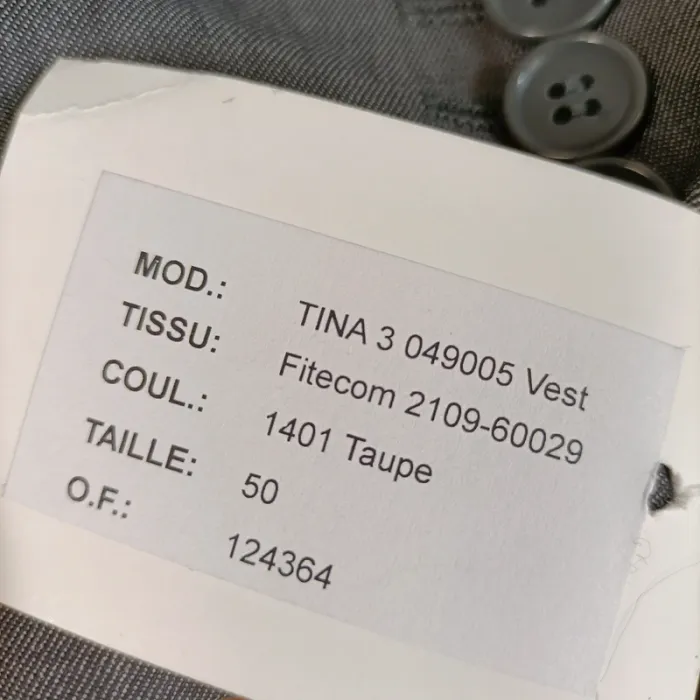 MOD.: TINA 3 049005 Vest
TISSU: Fitecom 2109-60029
COUL.: 1401 Taupe
TAILLE: 50
O.F.: 124364